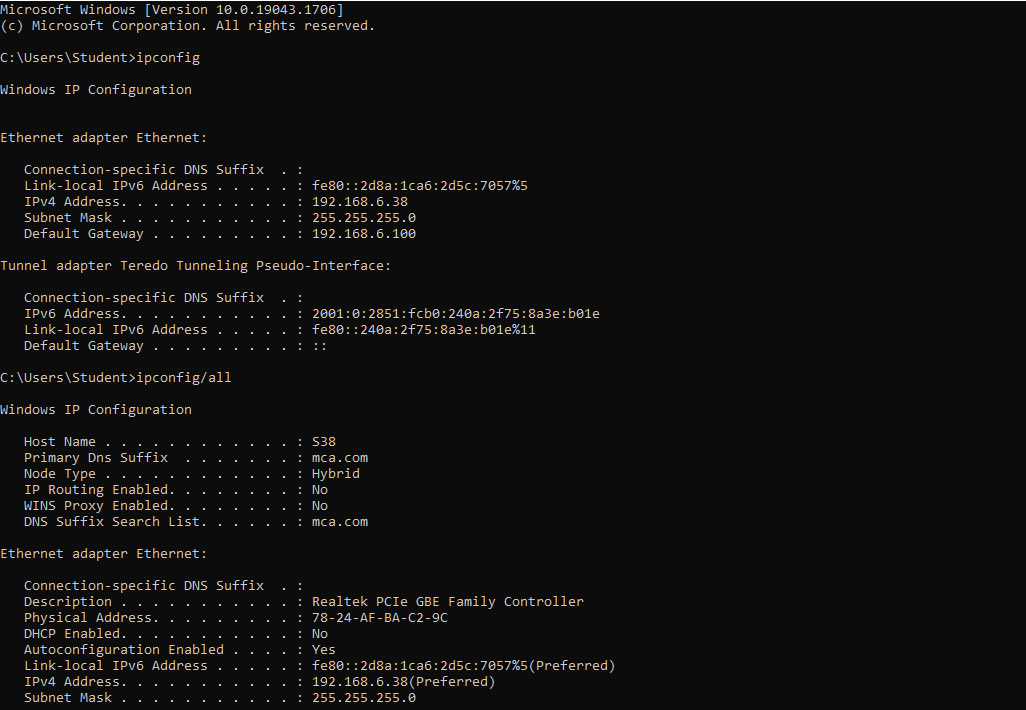 Microsoft Windows [Version 10.0.19043.1706]
(c) Microsoft Corporation. All rights reserved.
C:\Users\Student>ipconfig
Windows IP Configuration
Ethernet adapter Ethernet:
   Connection-specific DNS Suffix  . :
   Link-local IPv6 Address . . . . . : fe80::2d8a:1ca6:2d5c:7057%5
   IPv4 Address. . . . . . . . . . . : 192.168.6.38
   Subnet Mask . . . . . . . . . . . : 255.255.255.0
   Default Gateway . . . . . . . . . : 192.168.6.100
Tunnel adapter Teredo Tunneling Pseudo-Interface:
   Connection-specific DNS Suffix  . :
   IPv6 Address. . . . . . . . . . . : 2001:0:2851:fcb0:240a:2f75:8a3e:b01e
   Link-local IPv6 Address . . . . . : fe80::240a:2f75:8a3e:b01e%11
   Default Gateway . . . . . . . . . : ::
C:\Users\Student>ipconfig/all
Windows IP Configuration
   Host Name . . . . . . . . . . . . : S38
   Primary Dns Suffix  . . . . . . . : mca.com
   Node Type . . . . . . . . . . . . : Hybrid
   IP Routing Enabled. . . . . . . . : No
   WINS Proxy Enabled. . . . . . . . : No
   DNS Suffix Search List. . . . . . : mca.com
Ethernet adapter Ethernet:
   Connection-specific DNS Suffix  . :
   Description . . . . . . . . . . . : Realtek PCIe GBE Family Controller
   Physical Address. . . . . . . . . : 78-24-AF-BA-C2-9C
   DHCP Enabled. . . . . . . . . . . : No
   Autoconfiguration Enabled . . . . : Yes
   Link-local IPv6 Address . . . . . : fe80::2d8a:1ca6:2d5c:7057%5(Preferred)
   IPv4 Address. . . . . . . . . . . : 192.168.6.38(Preferred)
   Subnet Mask . . . . . . . . . . . : 255.255.255.0